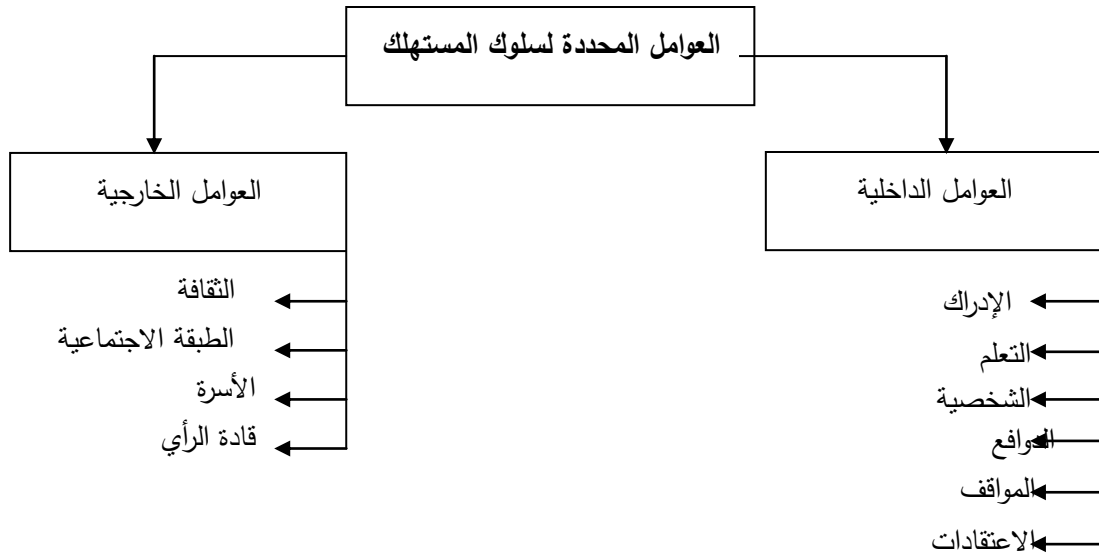 العوامل المحددة لسلوك المستهلك
العوامل الداخلية
الإدراك
التعلم
الشخصية
الدوافع
المواقف
الاعتقادات
العوامل الخارجية
الثقافة
الطبقة الاجتماعية
الأسرة
قادة الرأي